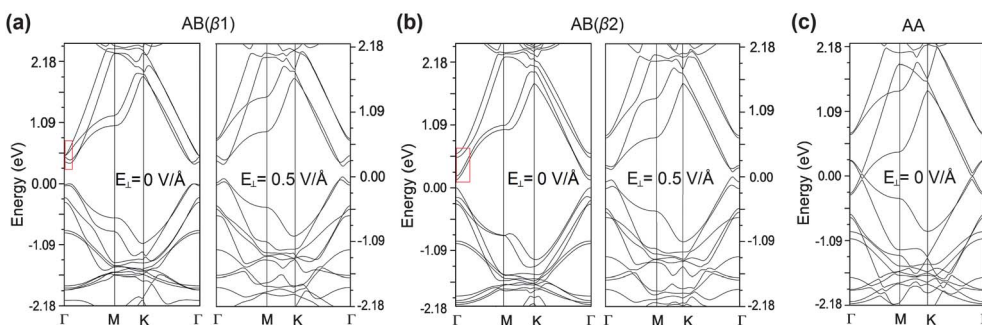 (a) AB(β1)
(b) AB(β2)
(c) AA
Energy (eV)
2.18
1.09
0.00
-1.09
-2.18
E⊥= 0 V/Å
Γ M K Γ
E⊥= 0.5 V/Å
2.18
1.09
0.00
-1.09
-2.18
Γ M K Γ
Energy (eV)
2.18
1.09
0.00
-1.09
-2.18
E⊥= 0 V/Å
Γ M K Γ
E⊥= 0.5 V/Å
2.18
1.09
0.00
-1.09
-2.18
Γ M K Γ
Energy (eV)
2.18
1.09
0.00
-1.09
-2.18
E⊥= 0 V/Å
Γ M K Γ